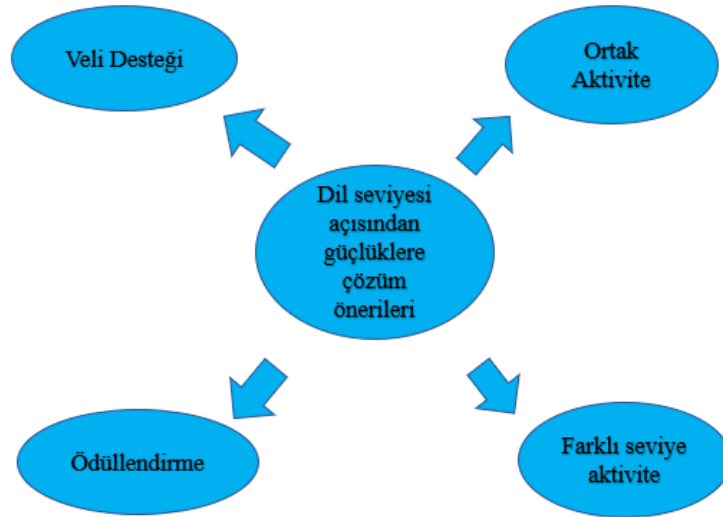 Veli Desteği
Ortak
Aktivite
Dil seviyesi
açısından
güçlüklere
çözüm
önerileri
Ödüllendirme
Farklı seviye
aktivite